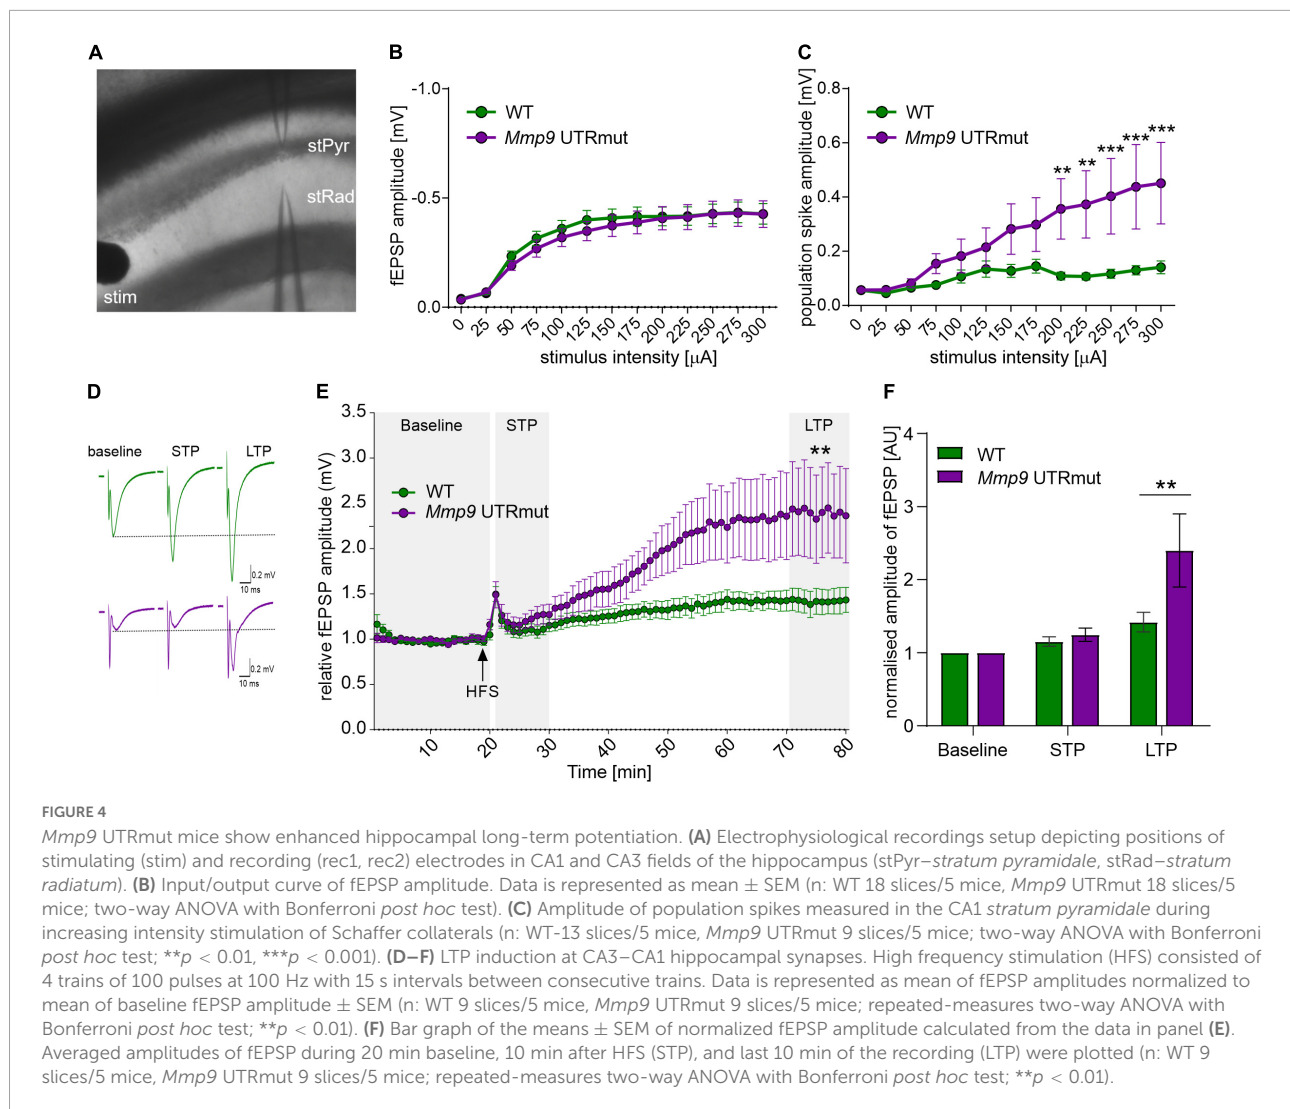 A
stPyr
stRad
stim
B
-1.0
-0.5
0.0
fEPSP amplitude [mV]
WT
Mmp9 UTRmut
0 25 50 75 100 125 150 175 200 225 250 275 300
stimulus intensity [μA]
C
0.8
0.6
0.4
0.2
0.0
population spike amplitude [mV]
WT
Mmp9 UTRmut
** ** *** *** ***
0 25 50 75 100 125 150 175 200 225 250 275 300
stimulus intensity [μA]
D
baseline STP LTP
0.2 mV
10 ms
0.2 mV
10 ms
E
3.5
3.0
2.5
2.0
1.5
1.0
0.5
0.0
relative fEPSP amplitude (mV)
Baseline STP LTP
**
WT
Mmp9 UTRmut
HFS
10 20 30 40 50 60 70 80
Time [min]
F
4
3
2
1
0
normalised amplitude of fEPSP [AU]
WT
Mmp9 UTRmut
**
Baseline STP LTP
FIGURE 4
Mmp9 UTRmut mice show enhanced hippocampal long-term potentiation. (A) Electrophysiological recordings setup depicting positions of
stimulating (stim) and recording (rec1, rec2) electrodes in CA1 and CA3 fields of the hippocampus (stPyr–stratum pyramidale, stRad–stratum
radiatum). (B) Input/output curve of fEPSP amplitude. Data is represented as mean ± SEM (n: WT 18 slices/5 mice, Mmp9 UTRmut 18 slices/5
mice; two-way ANOVA with Bonferroni post hoc test). (C) Amplitude of population spikes measured in the CA1 stratum pyramidale during
increasing intensity stimulation of Schaffer collaterals (n: WT-13 slices/5 mice, Mmp9 UTRmut 9 slices/5 mice; two-way ANOVA with Bonferroni
post hoc test; **p < 0.01, ***p < 0.001). (D–F) LTP induction at CA3–CA1 hippocampal synapses. High frequency stimulation (HFS) consisted of
4 trains of 100 pulses at 100 Hz with 15 s intervals between consecutive trains. Data is represented as mean of fEPSP amplitudes normalized to
mean of baseline fEPSP amplitude ± SEM (n: WT 9 slices/5 mice, Mmp9 UTRmut 9 slices/5 mice; repeated-measures two-way ANOVA with
Bonferroni post hoc test; **p < 0.01). (F) Bar graph of the means ± SEM of normalized fEPSP amplitude calculated from the data in panel (E).
Averaged amplitudes of fEPSP during 20 min baseline, 10 min after HFS (STP), and last 10 min of the recording (LTP) were plotted (n: WT 9
slices/5 mice, Mmp9 UTRmut 9 slices/5 mice; repeated-measures two-way ANOVA with Bonferroni post hoc test; **p < 0.01).